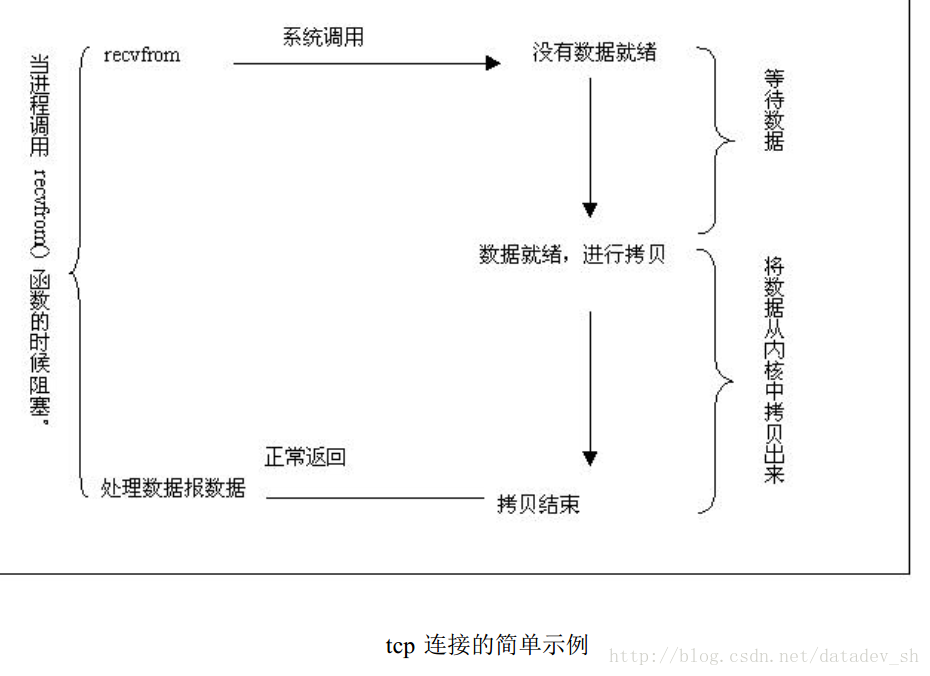 系统调用
recvfrom
没有数据就绪
当进程调用 recvfrom() 函数的时候阻塞。
等待数据
数据就绪，进行拷贝
将数据从内核中拷贝出来
正常返回
处理数据报数据
拷贝结束
tcp 连接的简单示例
http://blog.csdn.net/datadev_sh